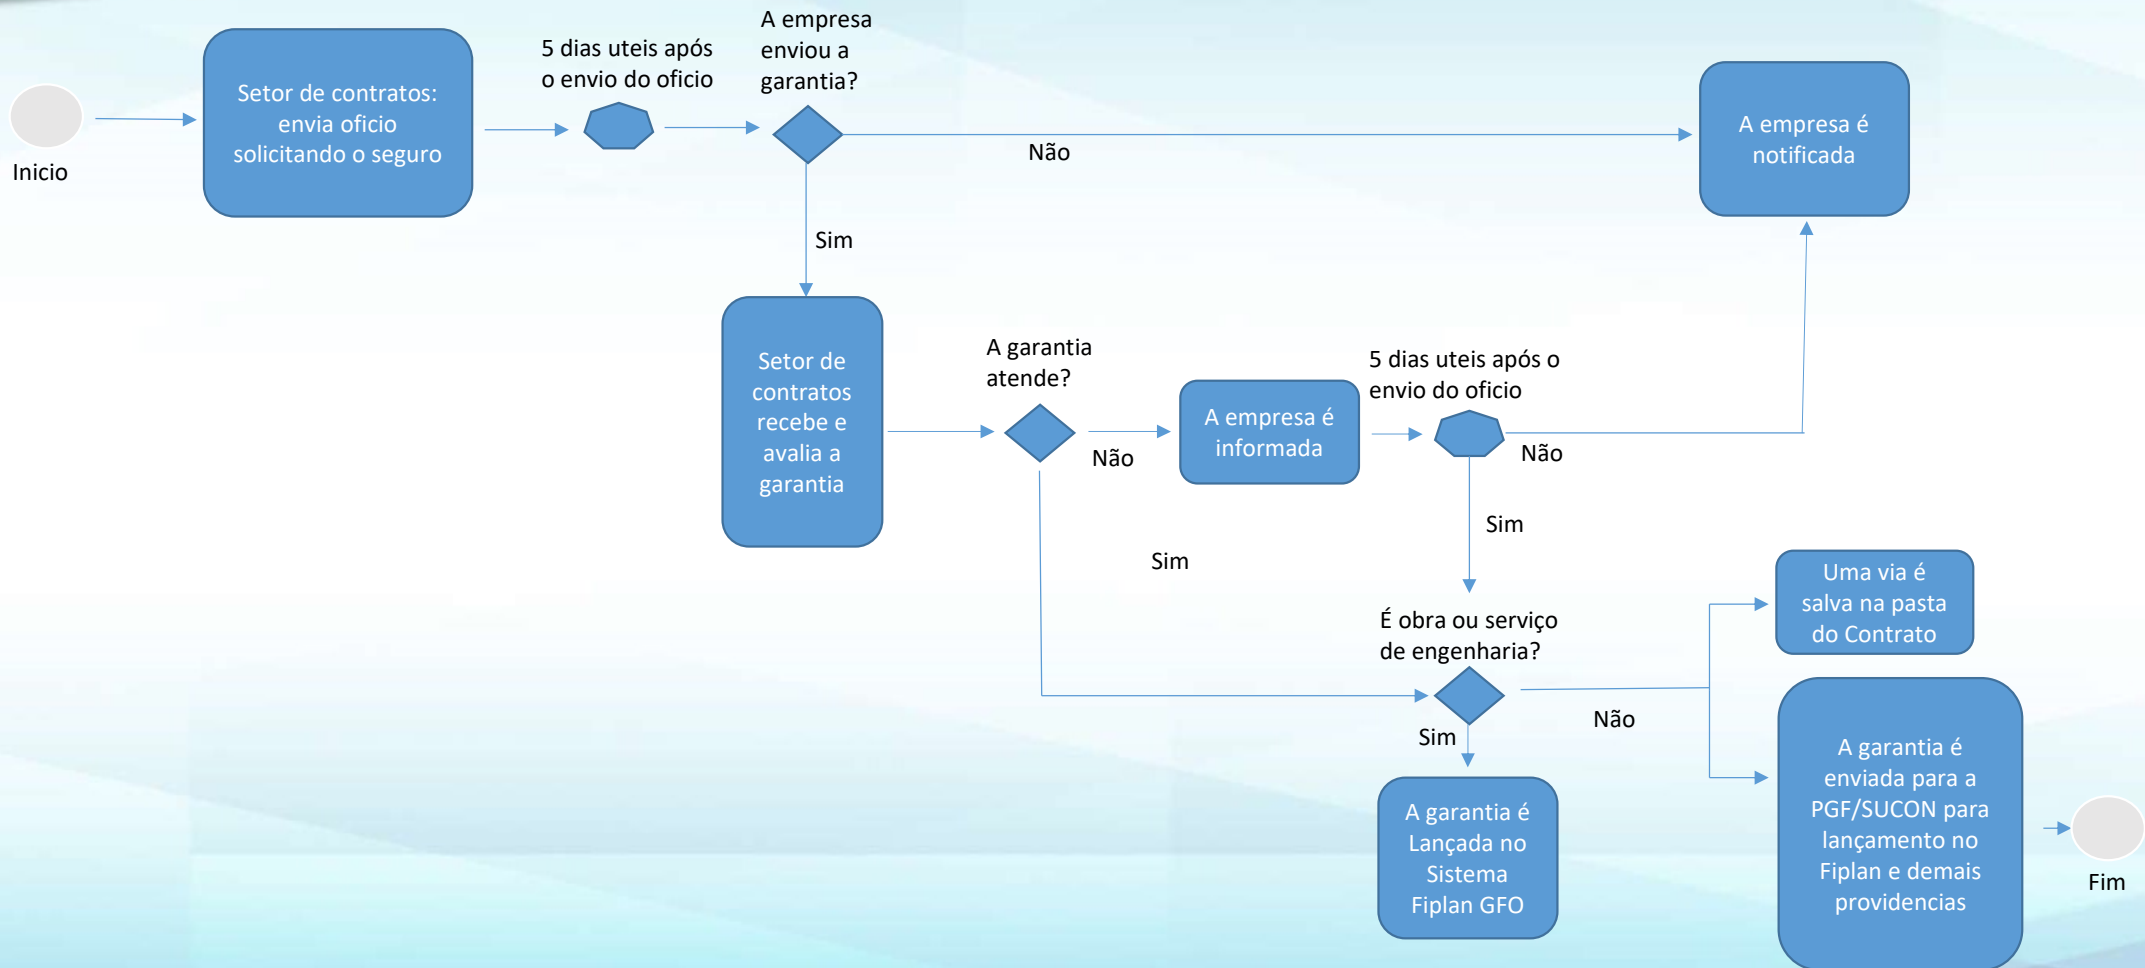 Inicio
Setor de contratos:
envia oficio
solicitando o seguro
5 dias uteis após
o envio do oficio
A empresa
enviou a
garantia?
Não
A empresa é
notificada
Sim
Setor de
contratos
recebe e
avalia a
garantia
A garantia
atende?
Não
A empresa é
informada
5 dias uteis após o
envio do oficio
Não
Sim
Sim
É obra ou serviço
de engenharia?
Sim
Não
Uma via é
salva na pasta
do Contrato
A garantia é
Lançada no
Sistema
Fiplan GFO
A garantia é
enviada para a
PGF/SUCON para
lançamento no
Fiplan e demais
providencias
Fim